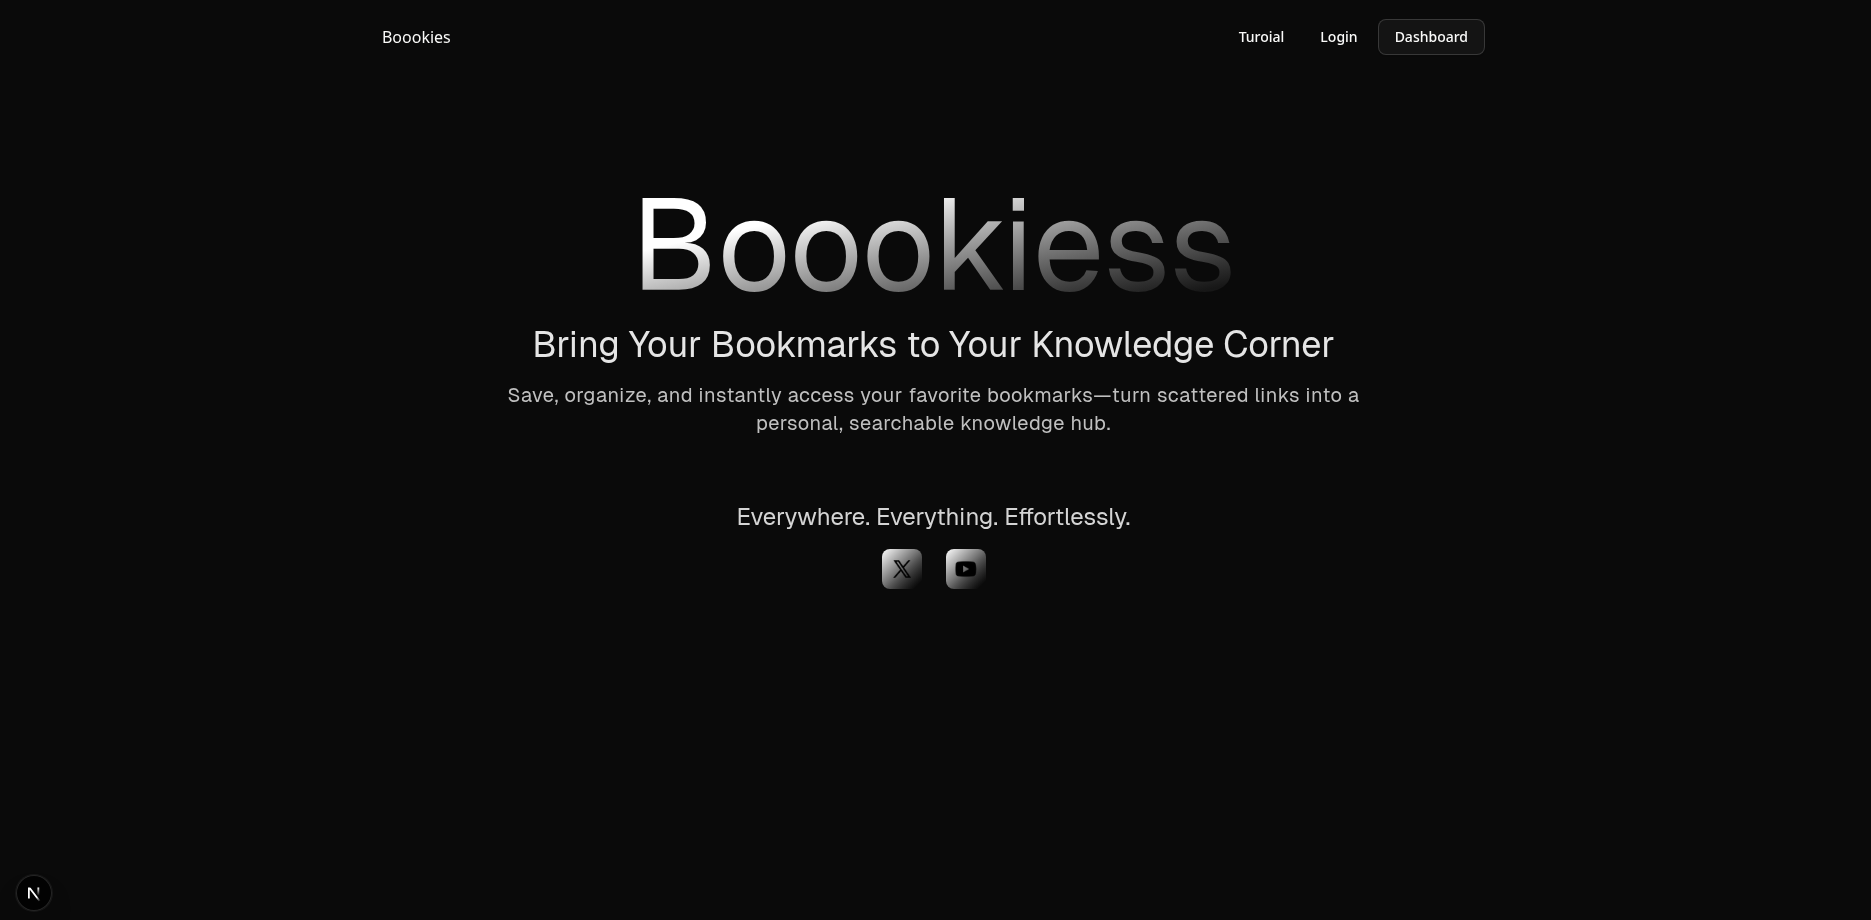 Boookies
Turoial
Login
Dashboard
Boookiess
Bring Your Bookmarks to Your Knowledge Corner
Save, organize, and instantly access your favorite bookmarks—turn scattered links into a
personal, searchable knowledge hub.
Everywhere. Everything. Effortlessly.